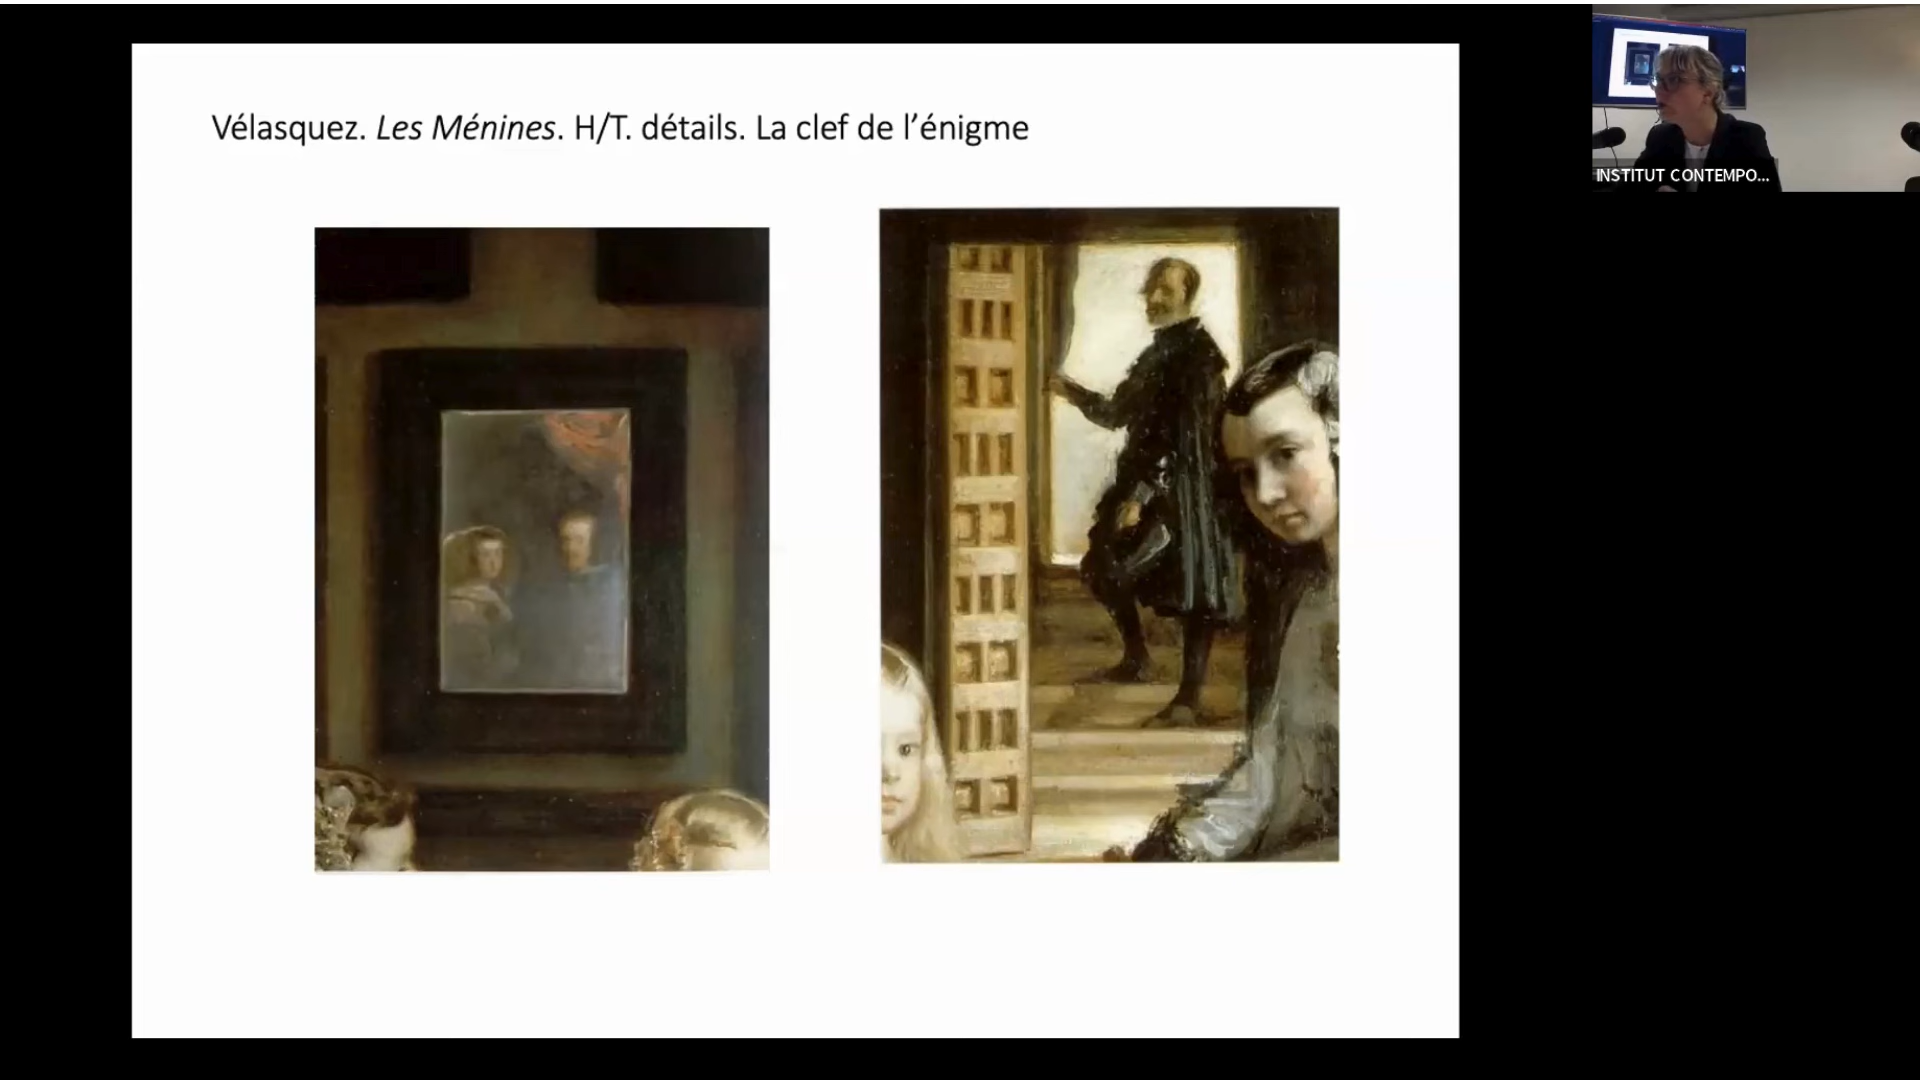 Vélasquez. Les Ménines. H/T. détails. La clef de l’énigme
INSTITUT CONTEMPO...